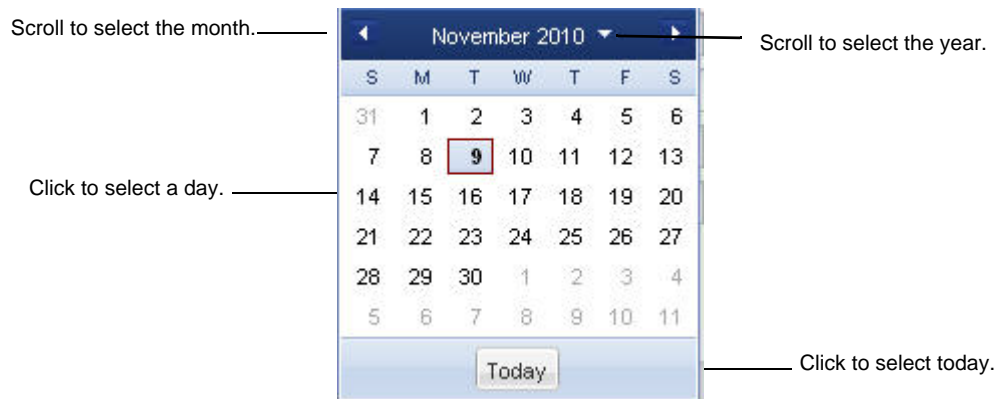 Scroll to select the month.
November 2010
Scroll to select the year.
S M T W T F S
31 1 2 3 4 5 6
7 8 9 10 11 12 13
Click to select a day.
14 15 16 17 18 19 20
21 22 23 24 25 26 27
28 29 30 1 2 3 4
5 6 7 8 9 10 11
Today
Click to select today.